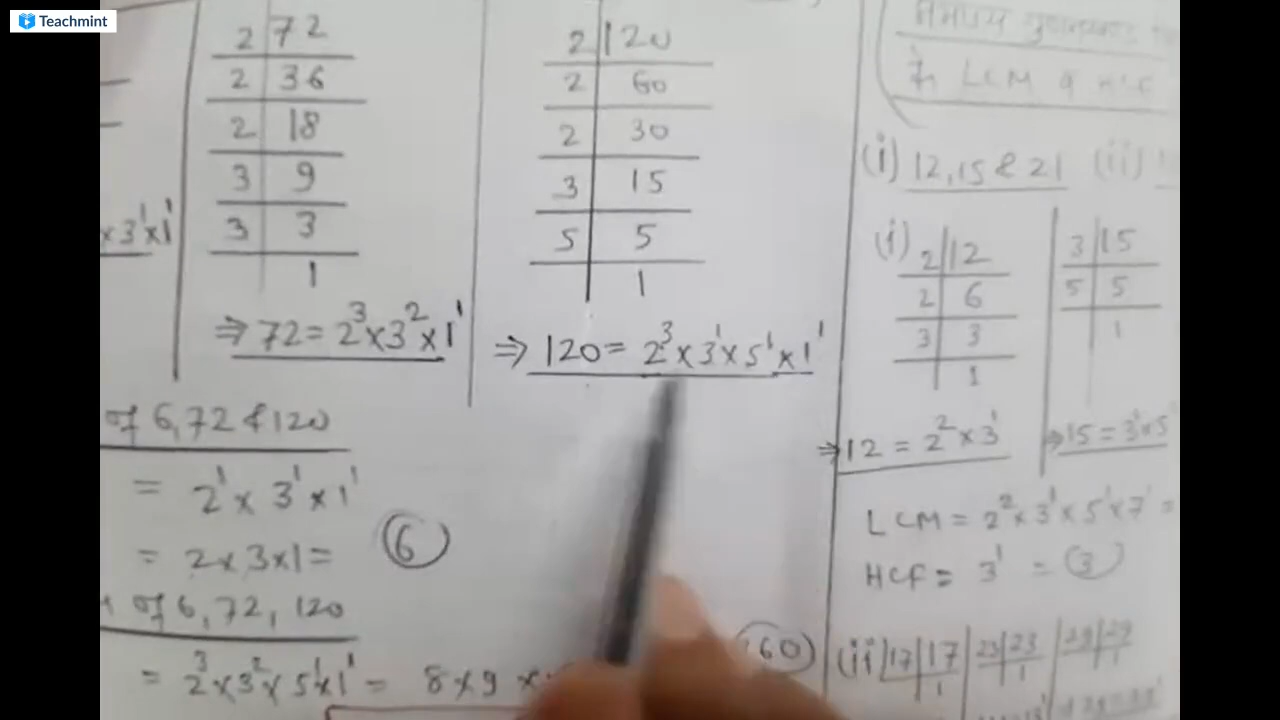 Teachmint
2 | 72
2 | 36
2 | 18
3 | 9
3 | 3
1
⇒ 72 = 2³ × 3² × 1¹
2 | 120
2 | 60
2 | 30
3 | 15
5 | 5
1
⇒ 120 = 2³ × 3¹ × 5¹ × 1¹
× 3¹ × 1¹
of 6, 72 & 120
= 2¹ × 3¹ × 1¹
= 2 × 3 × 1 = 6
of 6, 72, 120
= 2³ × 3² × 5¹ × 1¹ = 8 × 9 ×
60
LCM
(i) 12, 15 & 21 (ii)
(i) 2 | 12
2 | 6
3 | 3
1
⇒ 12 = 2² × 3¹
3 | 15
5 | 5
1
⇒ 15 = 3¹ × 5
LCM = 2² × 3¹ × 5¹ × 7¹ =
HCF = 3¹ = 3
(ii) 17 | 17 23 | 23 29 | 29
1 1 1